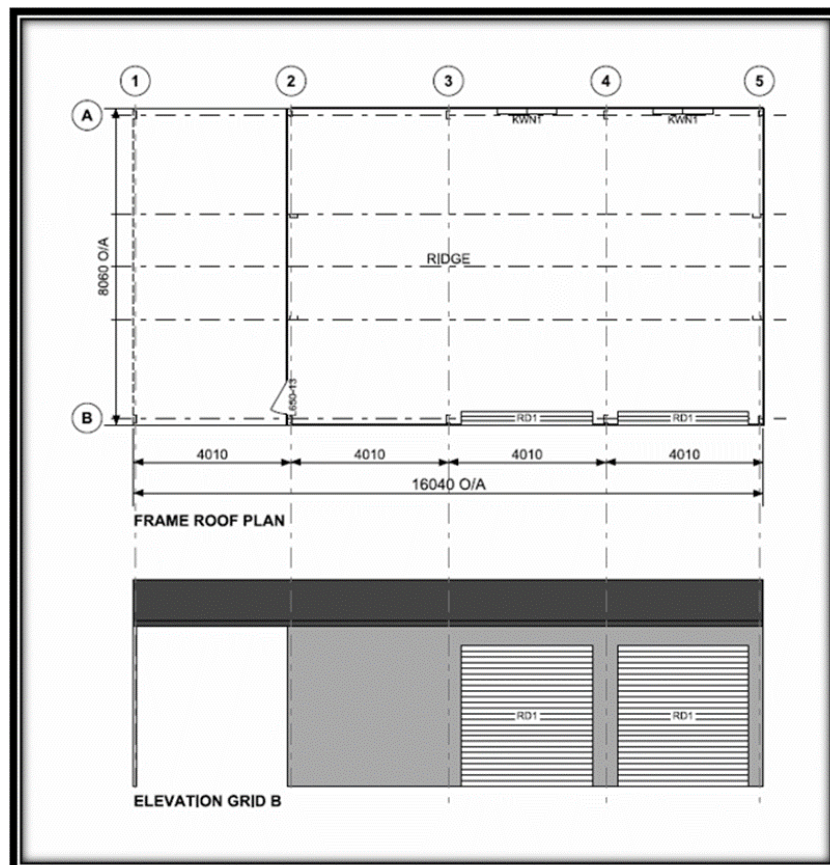 1 2 3 4 5
A
KWN1 KWN1
8060 O/A
RIDGE
L650-13
B
RD1 RD1
4010 4010 4010 4010
16040 O/A
FRAME ROOF PLAN
RD1 RD1
ELEVATION GRID B